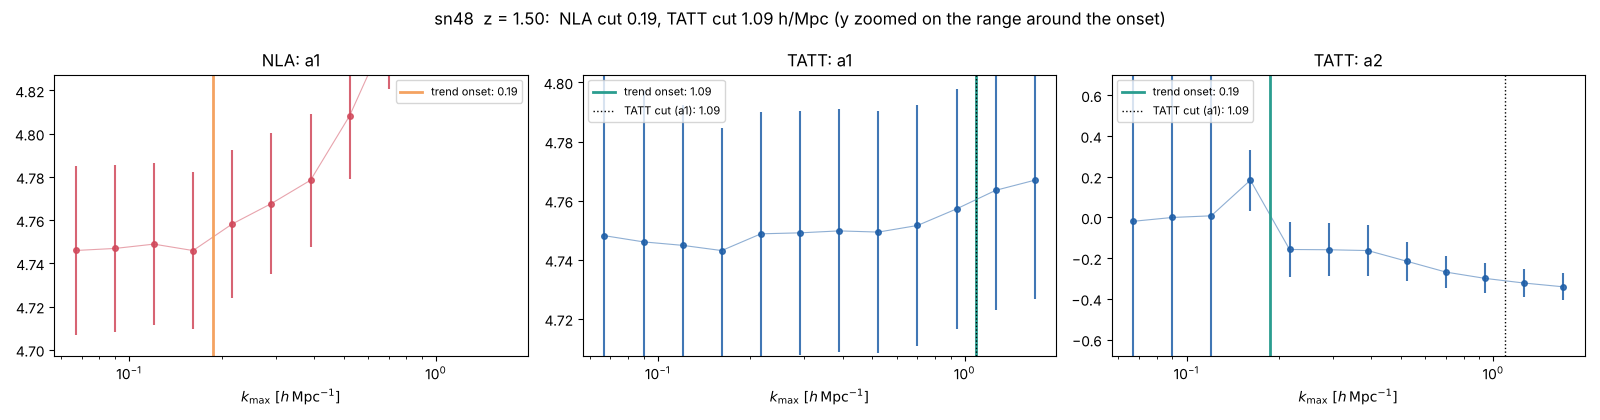 sn48 z = 1.50: NLA cut 0.19, TATT cut 1.09 h/Mpc (y zoomed on the range around the onset)
NLA: a1
4.82
4.80
4.78
4.76
4.74
4.72
4.70
10⁻¹
10⁰
k_max [h Mpc⁻¹]
trend onset: 0.19
TATT: a1
4.80
4.78
4.76
4.74
4.72
10⁻¹
10⁰
k_max [h Mpc⁻¹]
trend onset: 1.09
TATT cut (a1): 1.09
TATT: a2
0.6
0.4
0.2
0.0
−0.2
−0.4
−0.6
10⁻¹
10⁰
k_max [h Mpc⁻¹]
trend onset: 0.19
TATT cut (a1): 1.09